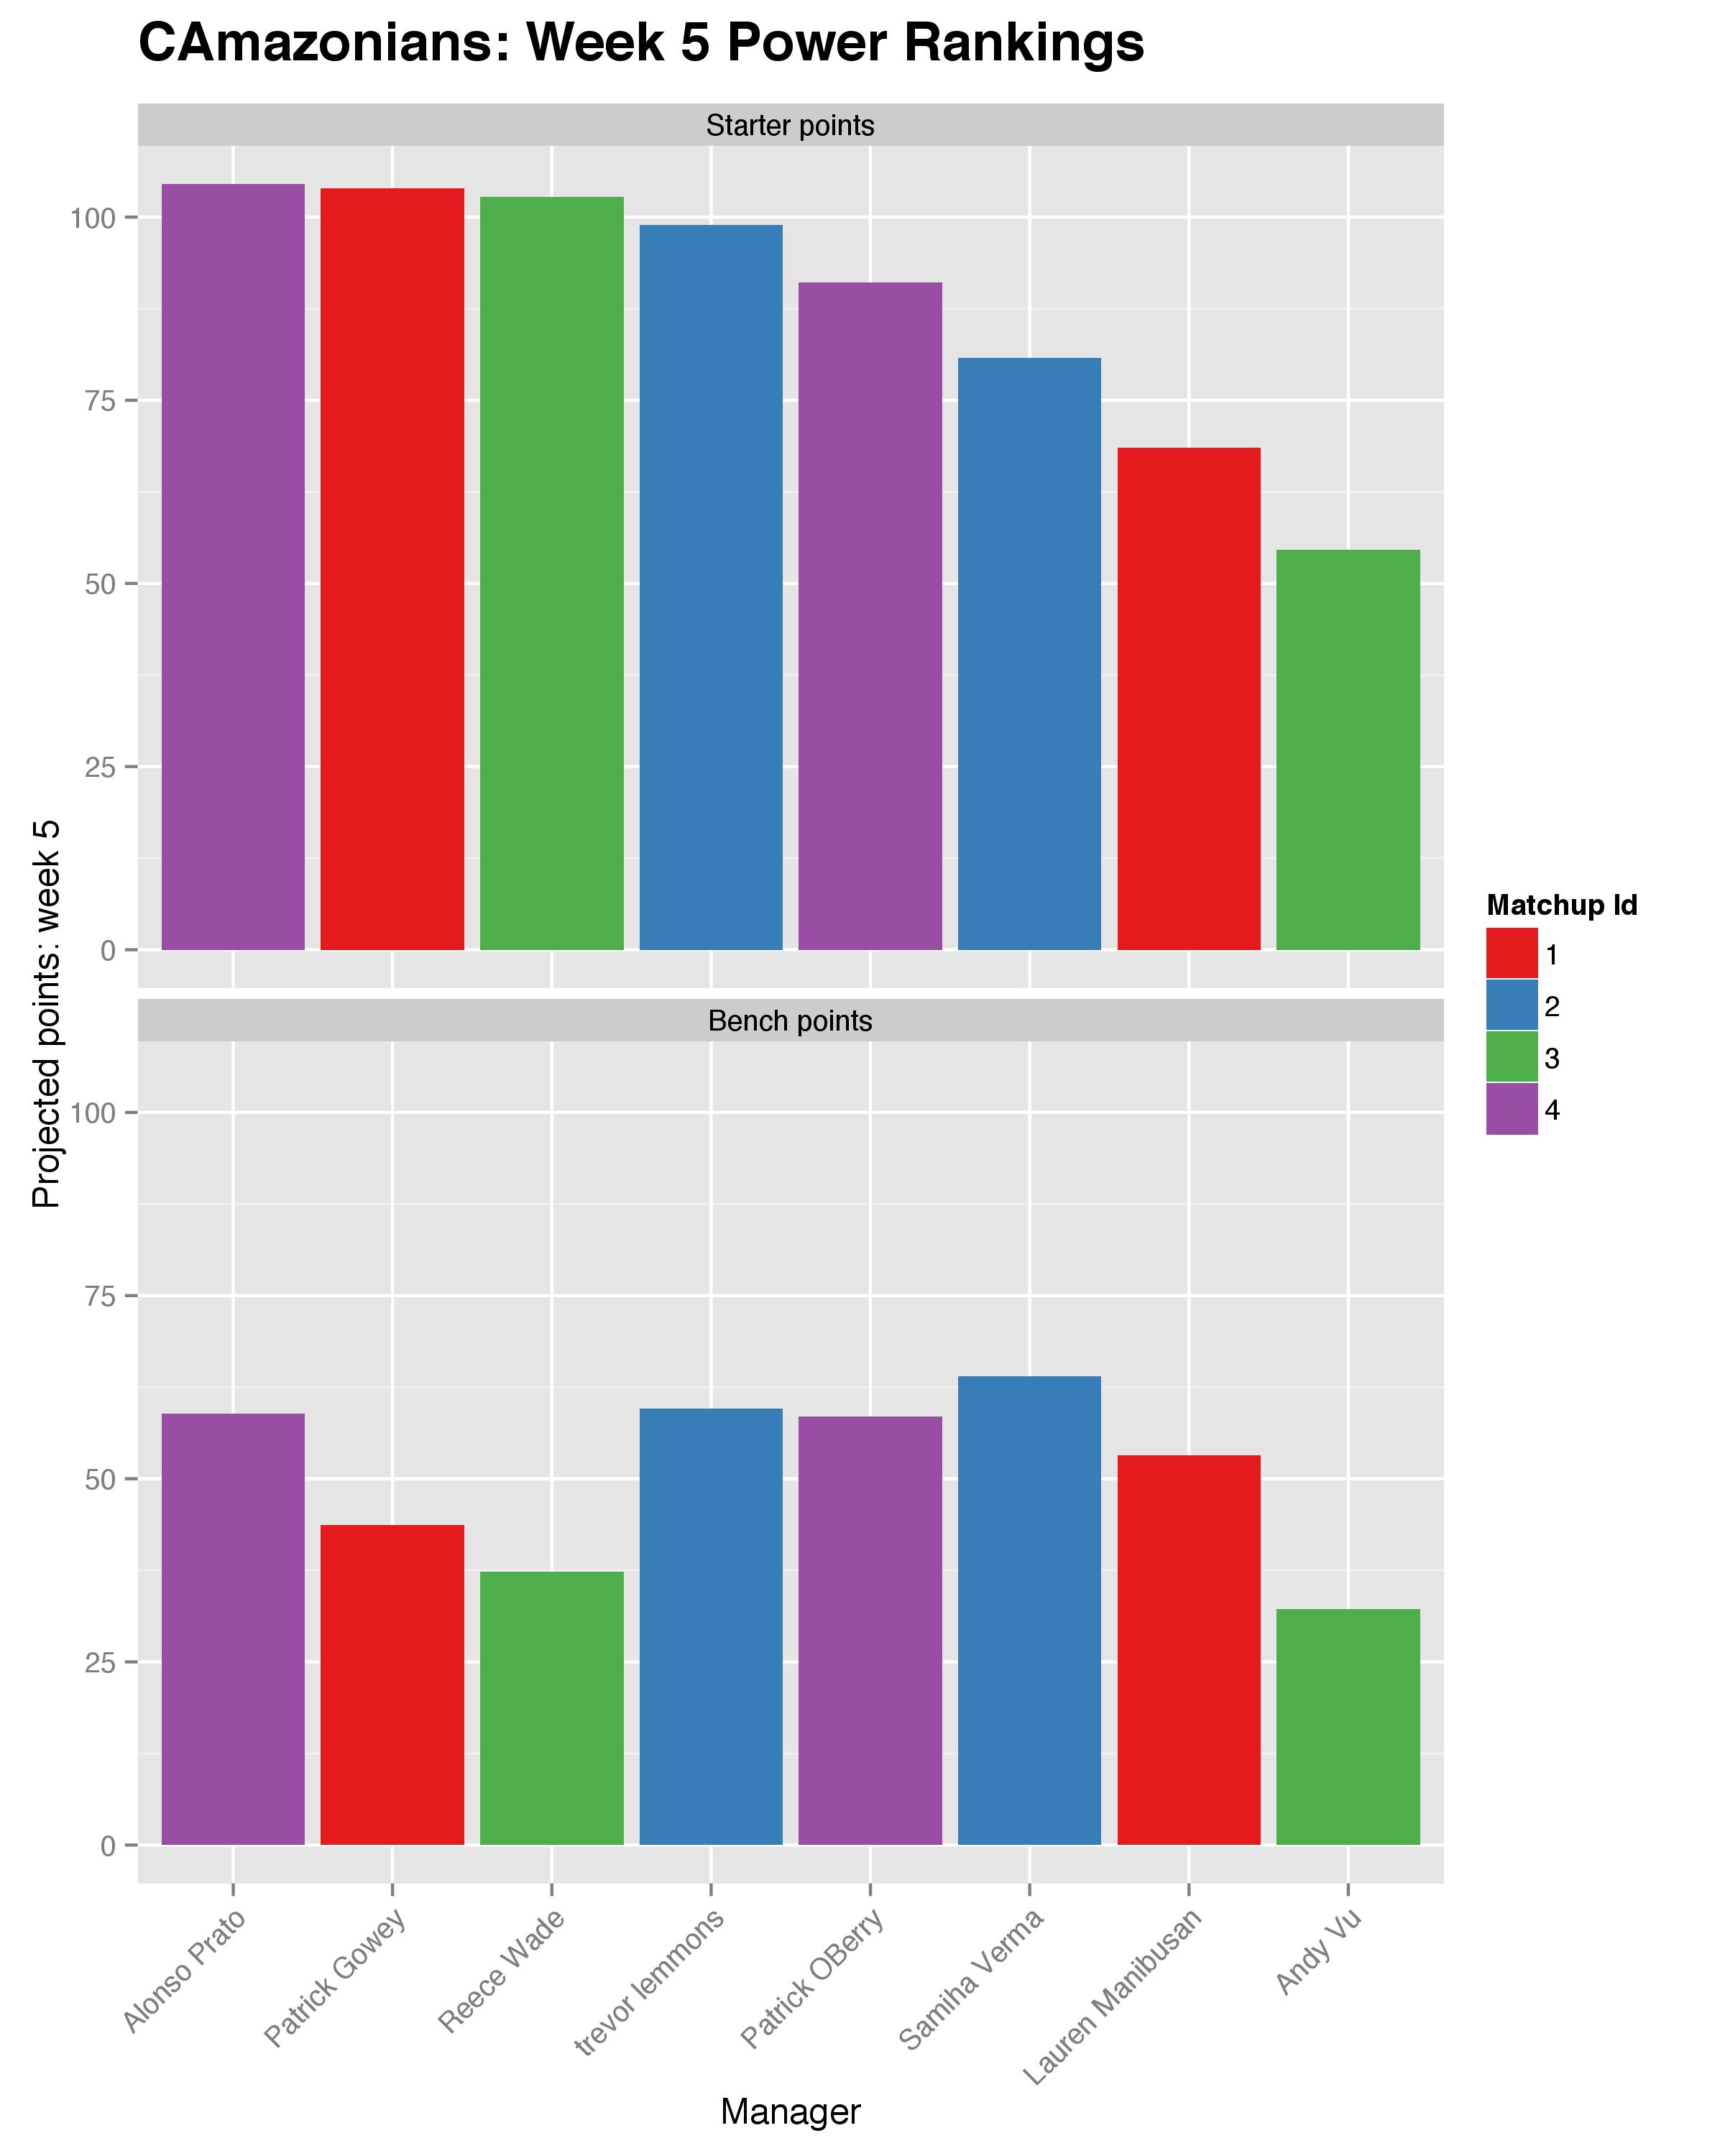 CAmazonians: Week 5 Power Rankings
Starter points
100
75
50
25
0
Projected points: week 5
Bench points
100
75
50
25
0
Alonso Prato
Patrick Gowey
Reece Wade
trevor lemmons
Patrick OBerry
Samiha Verma
Lauren Manibusan
Andy Vu
Manager
Matchup Id
1
2
3
4